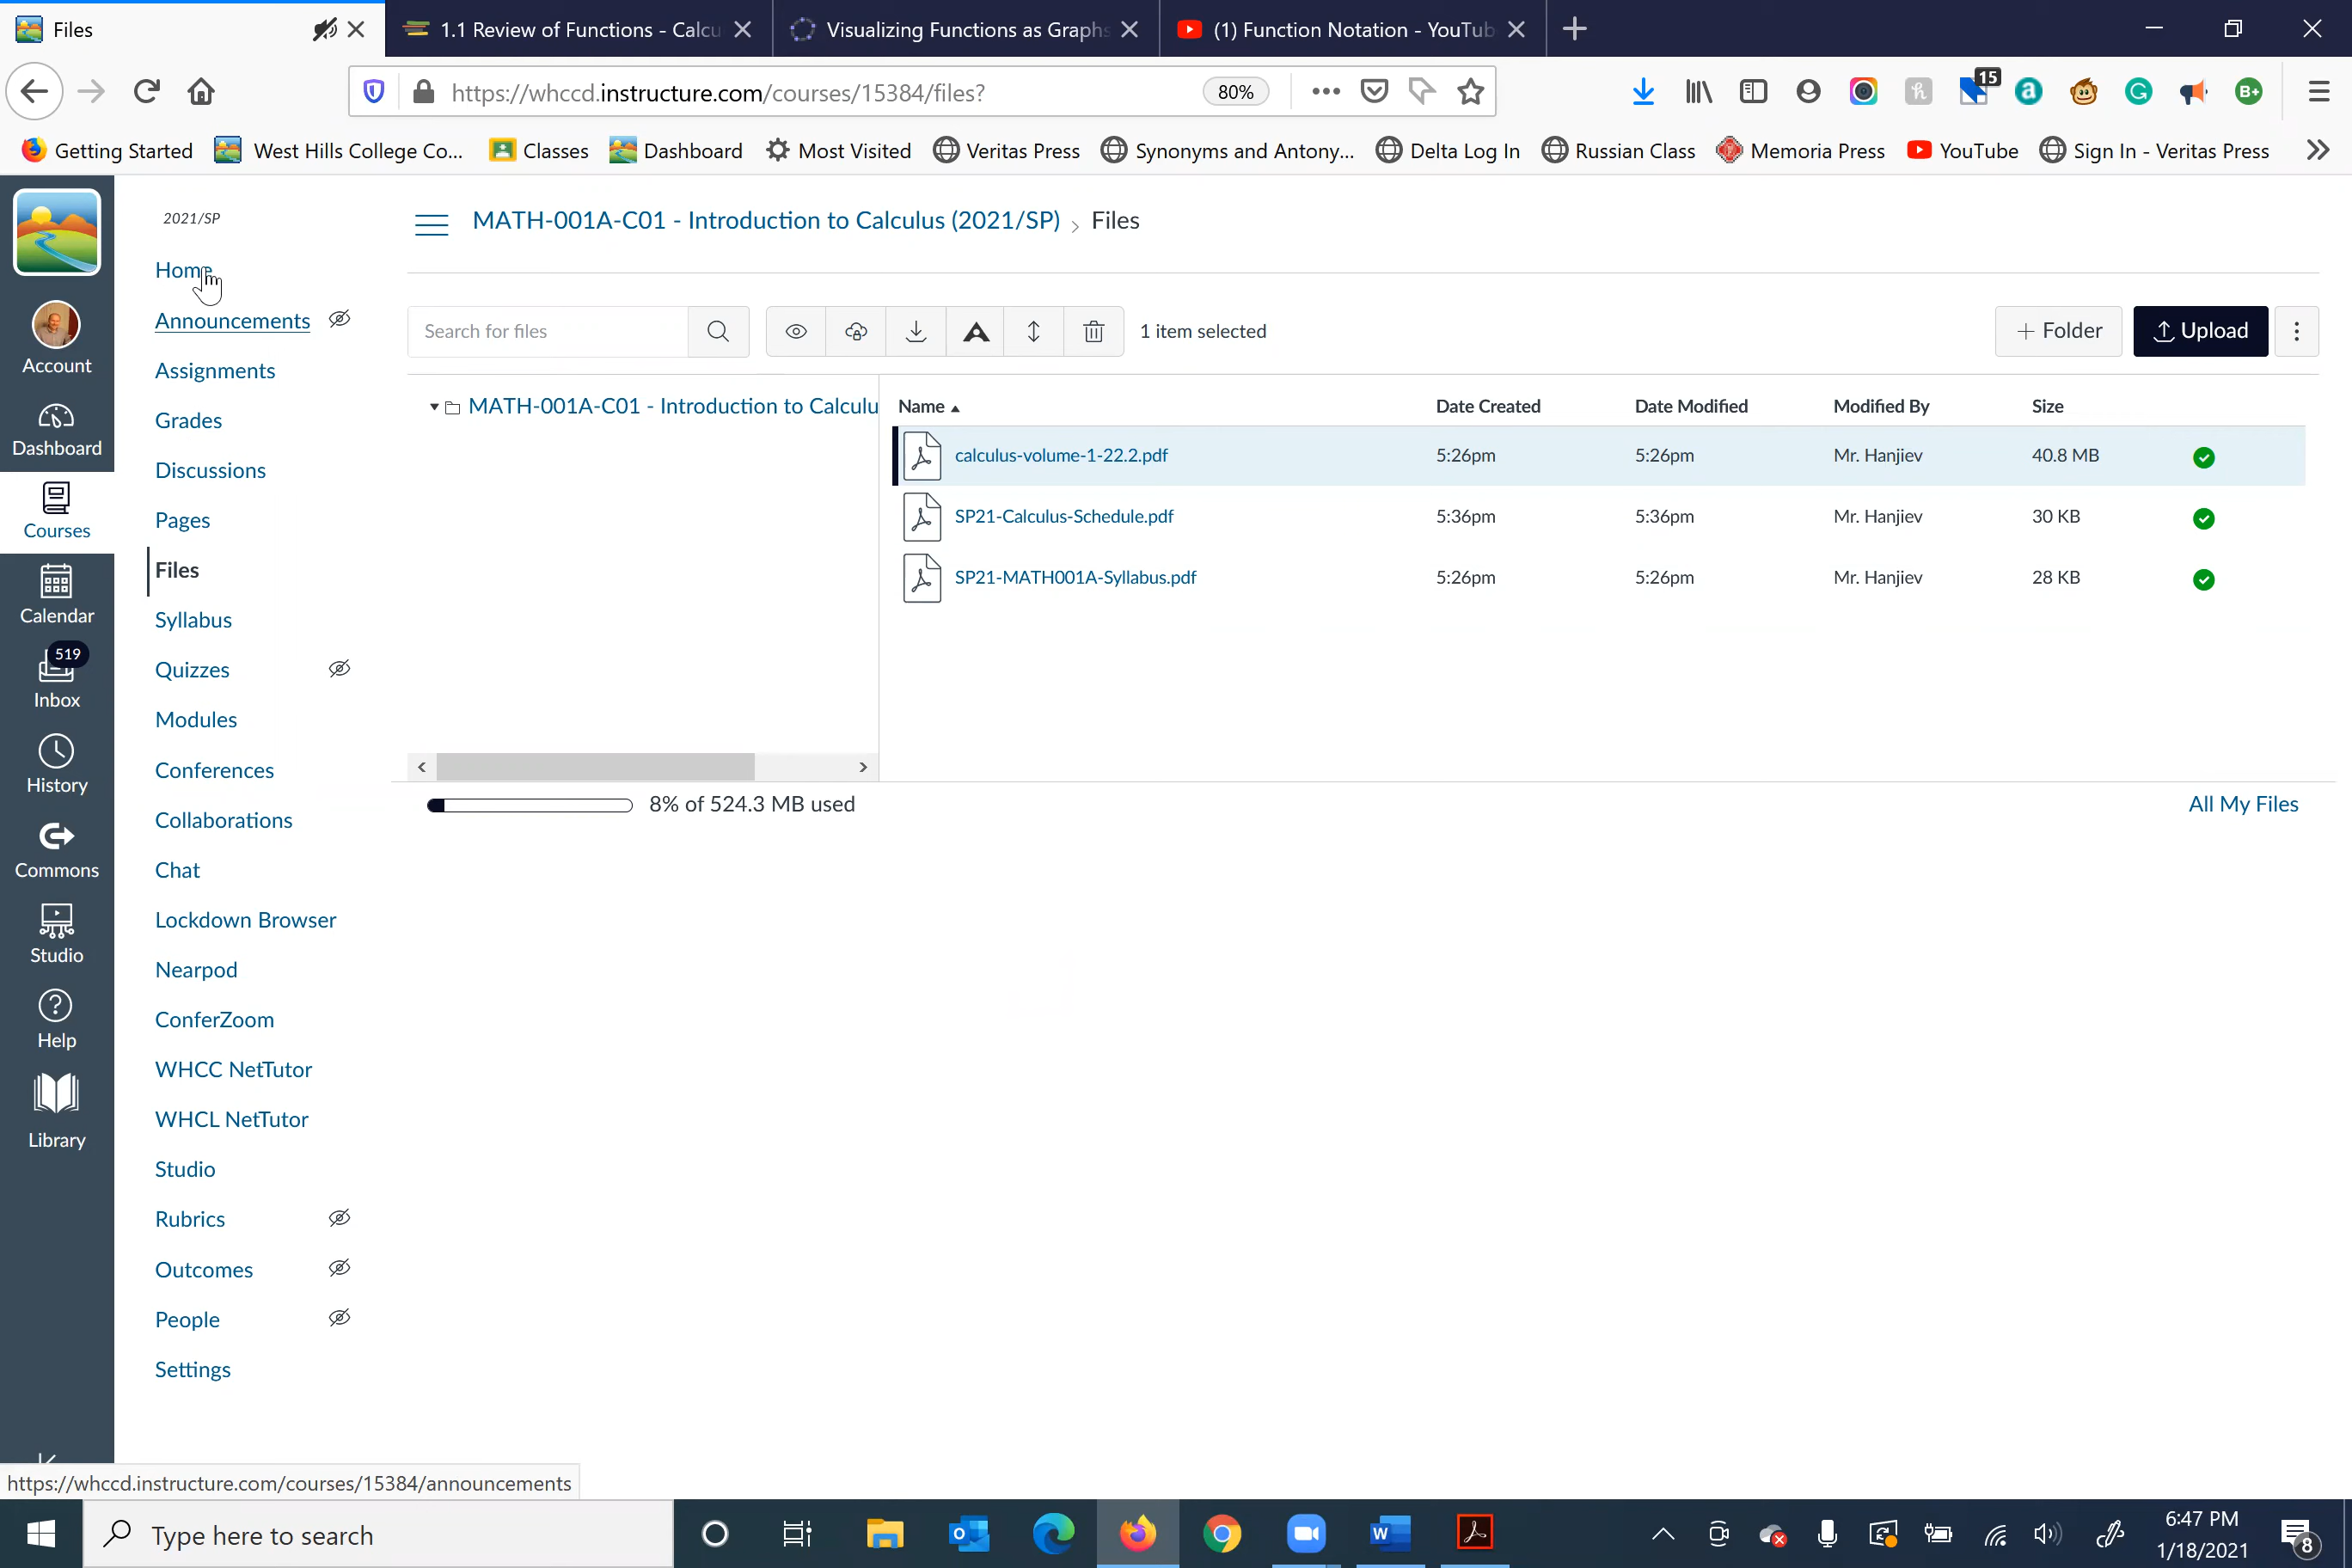 Files
1.1 Review of Functions - Calcu
Visualizing Functions as Graphs
(1) Function Notation - YouTub
https://whccd.instructure.com/courses/15384/files?
80%
15
B+
Getting Started
West Hills College Co...
Classes
Dashboard
Most Visited
Veritas Press
Synonyms and Antony...
Delta Log In
Russian Class
Memoria Press
YouTube
Sign In - Veritas Press
Account
Dashboard
Courses
Calendar
519
Inbox
History
Commons
Studio
Help
Library
2021/SP
Home
Announcements
Assignments
Grades
Discussions
Pages
Files
Syllabus
Quizzes
Modules
Conferences
Collaborations
Chat
Lockdown Browser
Nearpod
ConferZoom
WHCC NetTutor
WHCL NetTutor
Studio
Rubrics
Outcomes
People
Settings
MATH-001A-C01 - Introduction to Calculus (2021/SP) > Files
Search for files
1 item selected
+ Folder
Upload
MATH-001A-C01 - Introduction to Calculu
Name Date Created Date Modified Modified By Size
calculus-volume-1-22.2.pdf 5:26pm 5:26pm Mr. Hanjiev 40.8 MB
SP21-Calculus-Schedule.pdf 5:36pm 5:36pm Mr. Hanjiev 30 KB
SP21-MATH001A-Syllabus.pdf 5:26pm 5:26pm Mr. Hanjiev 28 KB
8% of 524.3 MB used
All My Files
https://whccd.instructure.com/courses/15384/announcements
Type here to search
6:47 PM
1/18/2021
8